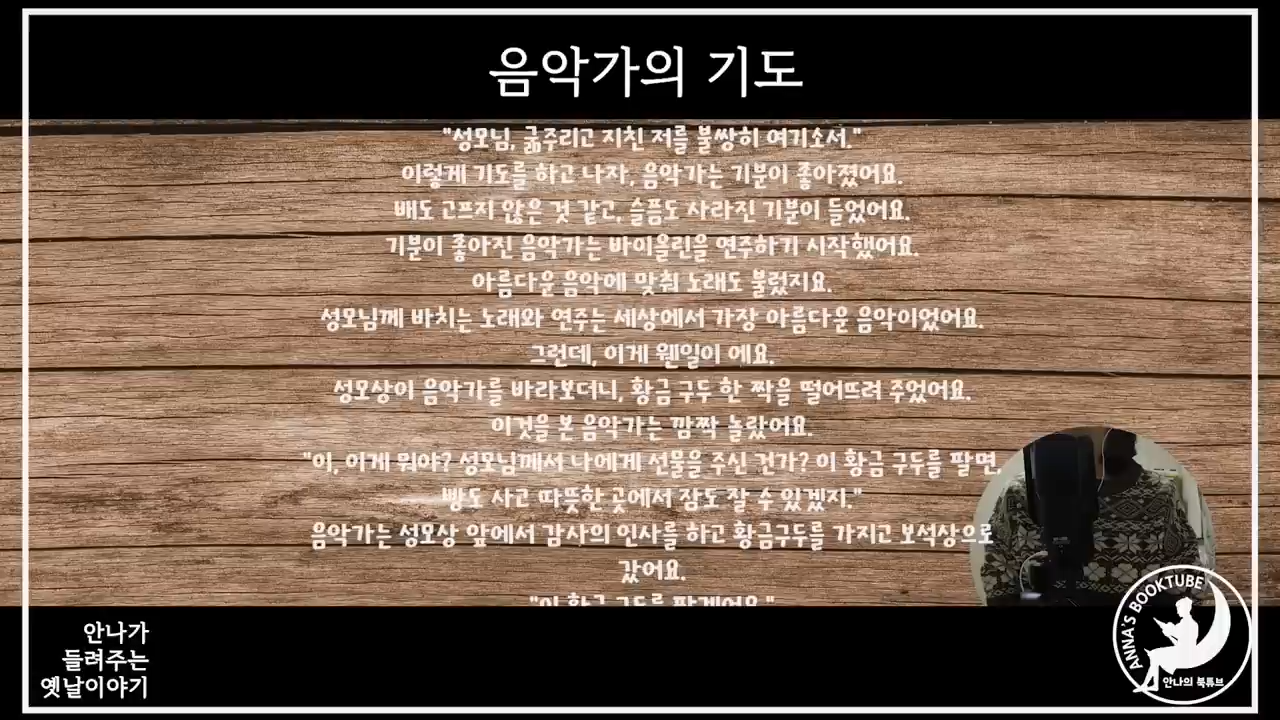 음악가의 기도
"성모님, 굶주리고 지친 저를 불쌍히 여기소서."
이렇게 기도를 하고 나자, 음악가는 기분이 좋아졌어요.
배도 고프지 않은 것 같고, 슬픔도 사라진 기분이 들었어요.
기분이 좋아진 음악가는 바이올린을 연주하기 시작했어요.
아름다운 음악에 맞춰 노래도 불렀지요.
성모님께 바치는 노래와 연주는 세상에서 가장 아름다운 음악이었어요.
그런데, 이게 웬일이 에요.
성모상이 음악가를 바라보더니, 황금 구두 한 짝을 떨어뜨려 주었어요.
이것을 본 음악가는 깜짝 놀랐어요.
"이, 이게 뭐야? 성모님께서 나에게 선물을 주신 건가? 이 황금 구두를 팔면,
빵도 사고 따뜻한 곳에서 잠도 잘 수 있겠지."
음악가는 성모상 앞에서 감사의 인사를 하고 황금구두를 가지고 보석상으로
갔어요.
"이 황금 구두를 팔게어요."
안나가
들려주는
옛날이야기
ANNA'S BOOKTUBE
안나의 북튜브